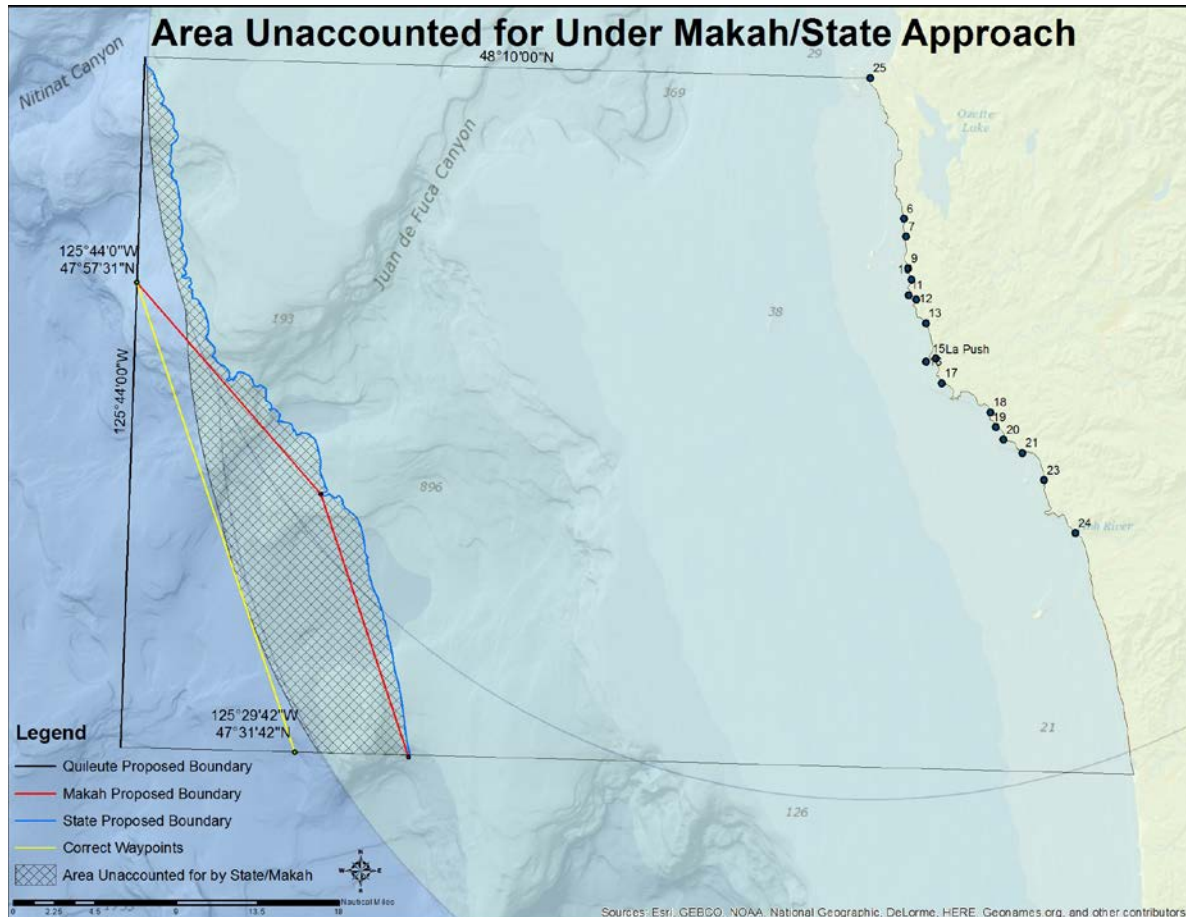 Area Unaccounted for Under Makah/State Approach
48°10'00"N
29
25
Nitinat Canyon
369
Ozette
Lake
Juan de Fuca Canyon
6
7
125°44'0"W
47°57'31"N
9
11
12
193
38
13
15 La Push
17
125°44'00"W
18
19
20
21
896
23
24
River
125°29'42"W
47°31'42"N
21
126
Legend
Quileute Proposed Boundary
Makah Proposed Boundary
State Proposed Boundary
Correct Waypoints
Area Unaccounted for by State/Makah
N
W
E
S
Nautical Miles
0 2.25 4.5 9 13.5 18
Sources: Esri, GEBCO, NOAA, National Geographic, DeLorme, HERE, Geonames.org, and other contributors